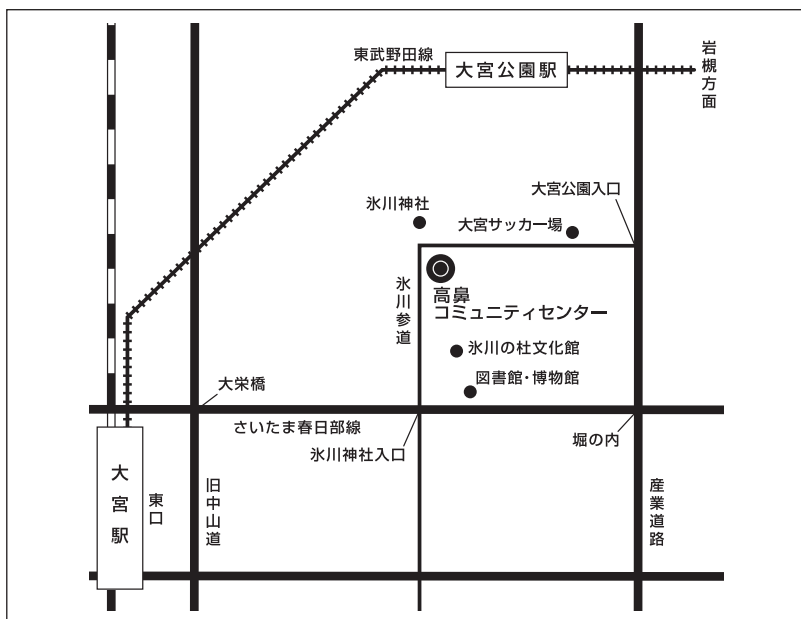 東武野田線
大宮公園駅
岩槻方面
大宮公園入口
氷川神社
大宮サッカー場
氷川参道
高鼻
コミュニティセンター
氷川の杜文化館
図書館・博物館
大栄橋
さいたま春日部線
氷川神社入口
堀の内
大宮駅
東口
旧中山道
産業道路